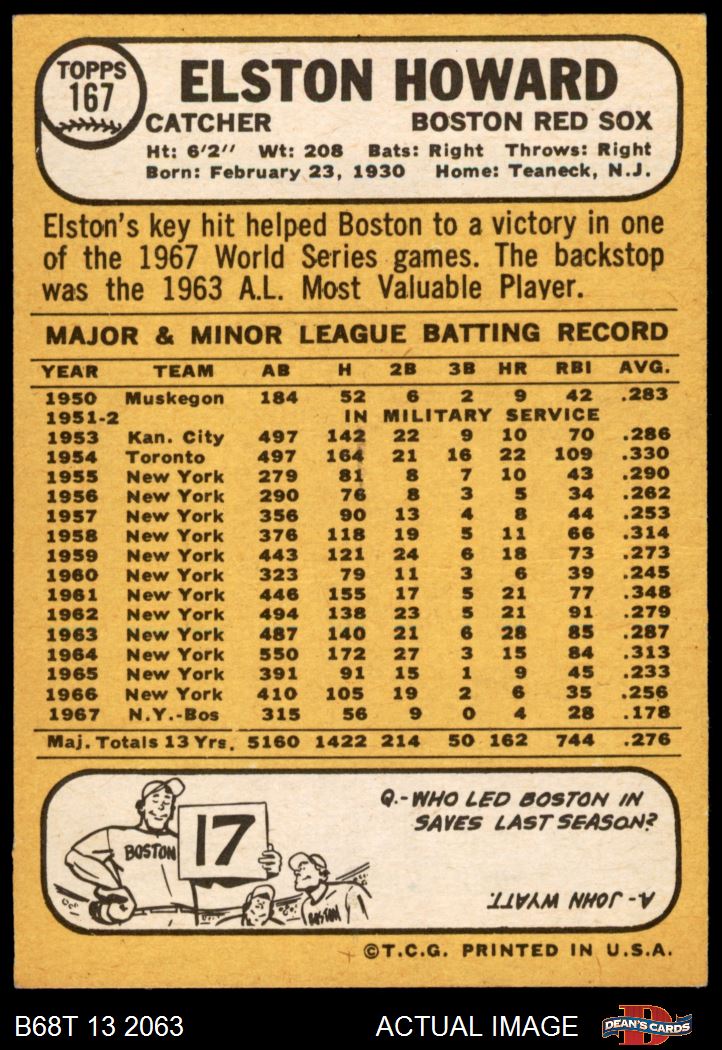 TOPPS
167
ELSTON HOWARD
CATCHER BOSTON RED SOX
Ht: 6'2" Wt: 208 Bats: Right Throws: Right
Born: February 23, 1930 Home: Teaneck, N.J.
Elston's key hit helped Boston to a victory in one
of the 1967 World Series games. The backstop
was the 1963 A.L. Most Valuable Player.
MAJOR & MINOR LEAGUE BATTING RECORD
YEAR TEAM AB H 2B 3B HR RBI AVG.
1950 Muskegon 184 52 6 2 9 42 .283
1951-2 IN MILITARY SERVICE
1953 Kan. City 497 142 22 9 10 70 .286
1954 Toronto 497 164 21 16 22 109 .330
1955 New York 279 81 8 7 10 43 .290
1956 New York 290 76 8 3 5 34 .262
1957 New York 356 90 13 4 8 44 .253
1958 New York 376 118 19 5 11 66 .314
1959 New York 443 121 24 6 18 73 .273
1960 New York 323 79 11 3 6 39 .245
1961 New York 446 155 17 5 21 77 .348
1962 New York 494 138 23 5 21 91 .279
1963 New York 487 140 21 6 28 85 .287
1964 New York 550 172 27 3 15 84 .313
1965 New York 391 91 15 1 9 45 .233
1966 New York 410 105 19 2 6 35 .256
1967 N.Y.-Bos 315 56 9 0 4 28 .178
Maj. Totals 13 Yrs. 5160 1422 214 50 162 744 .276
BOSTON
17
BOSTON
Q.- WHO LED BOSTON IN
SAVES LAST SEASON?
A- JOHN WYATT.
©T.C.G. PRINTED IN U.S.A.
B68T 13 2063 ACTUAL IMAGE
D
DEAN'S CARDS